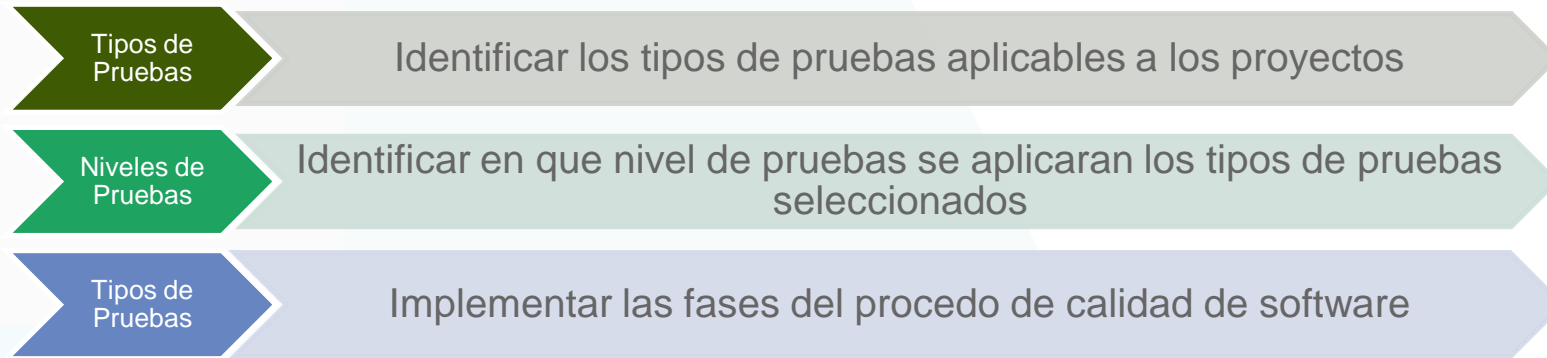 Tipos de
Pruebas
Identificar los tipos de pruebas aplicables a los proyectos
Niveles de
Pruebas
Identificar en que nivel de pruebas se aplicaran los tipos de pruebas
seleccionados
Tipos de
Pruebas
Implementar las fases del procedo de calidad de software